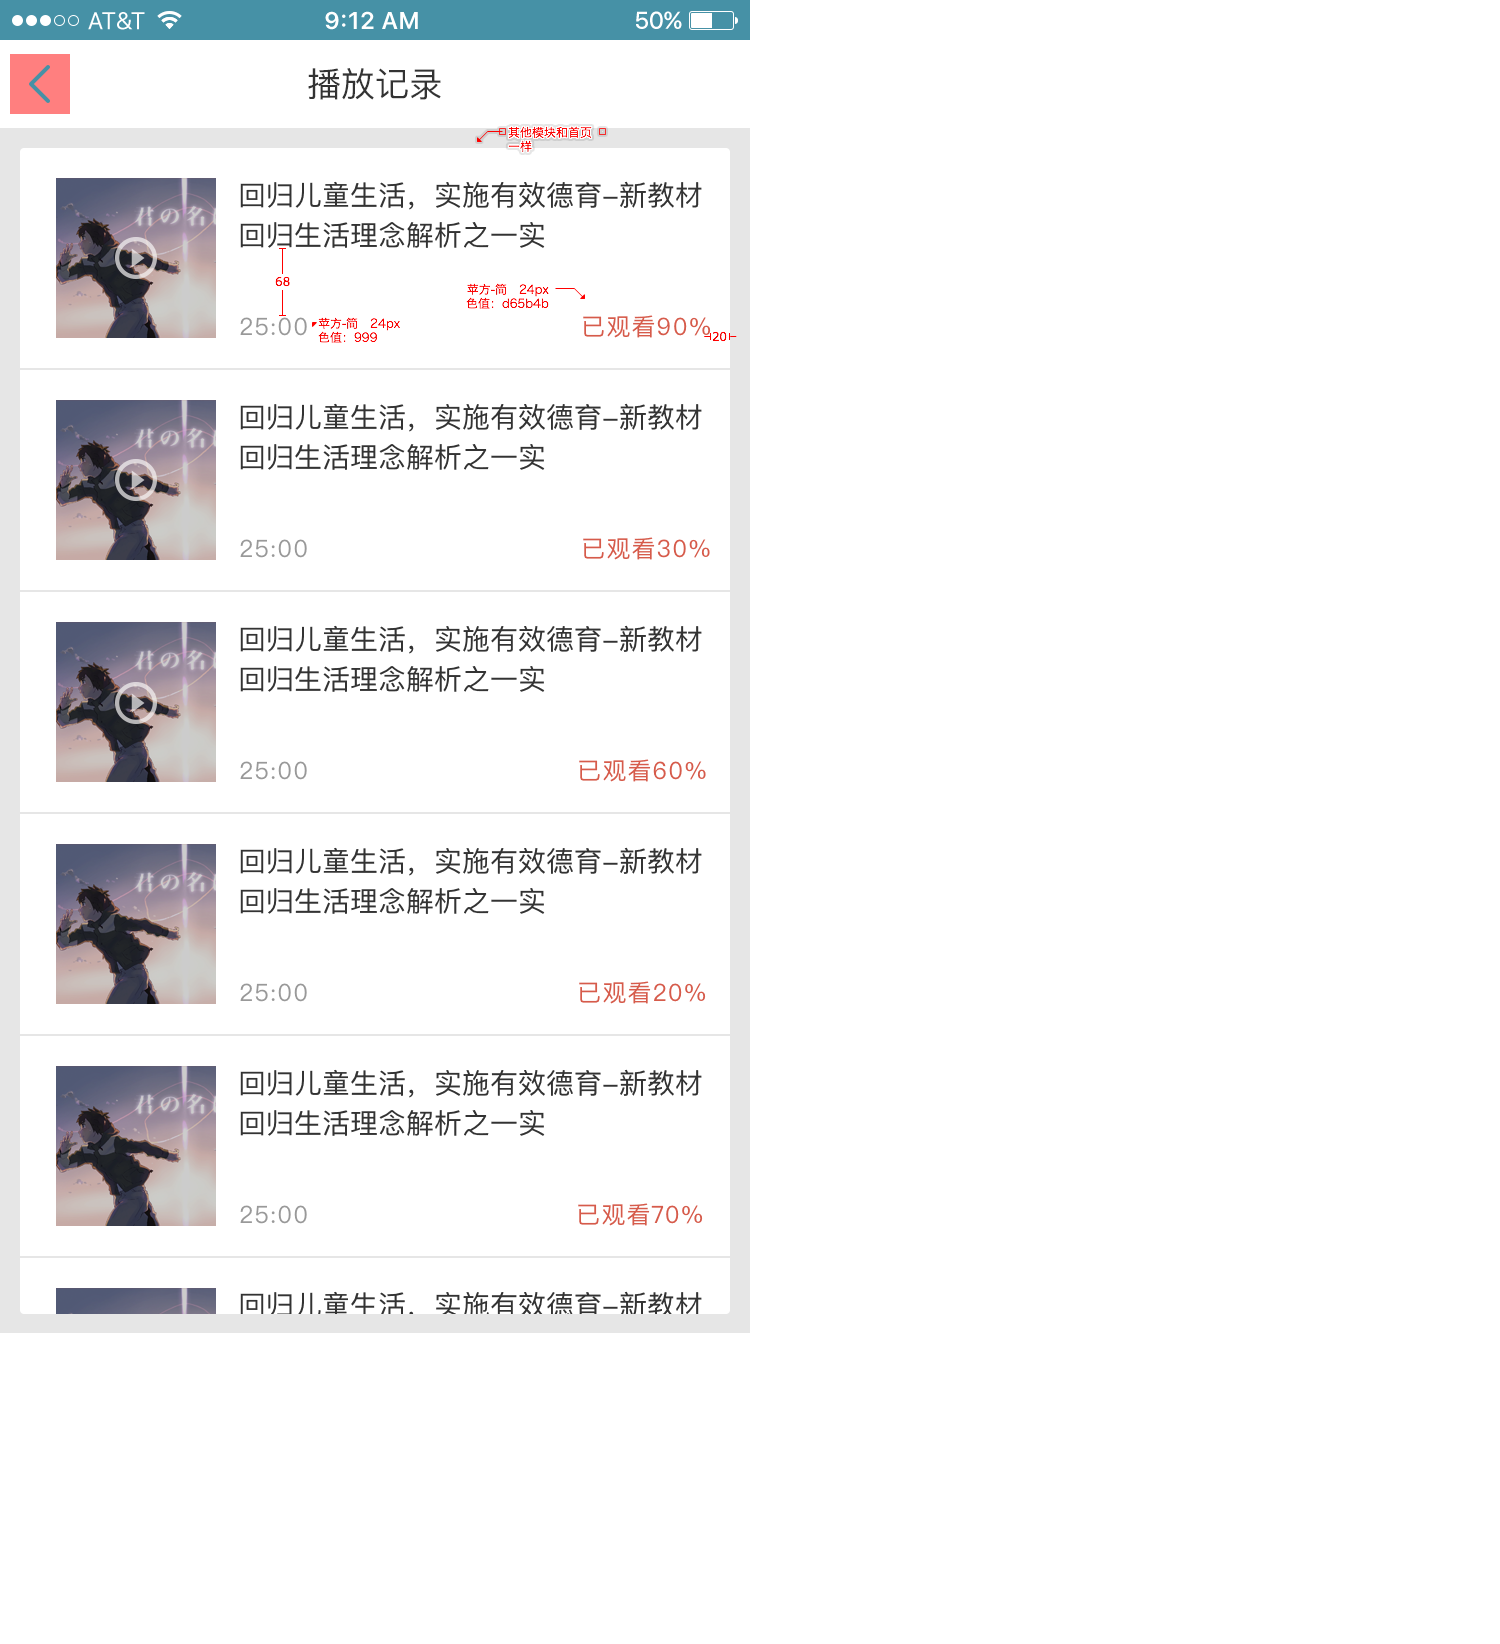 AT&T 9:12 AM 50%
播放记录
其他模块和首页
一样
君の名
回归儿童生活，实施有效德育-新教材
回归生活理念解析之一实
68
苹方-简 24px
色值：d65b4b
25:00
苹方-简 24px
色值：999
已观看90%
20
君の名
回归儿童生活，实施有效德育-新教材
回归生活理念解析之一实
25:00 已观看30%
君の名
回归儿童生活，实施有效德育-新教材
回归生活理念解析之一实
25:00 已观看60%
君の名
回归儿童生活，实施有效德育-新教材
回归生活理念解析之一实
25:00 已观看20%
君の名
回归儿童生活，实施有效德育-新教材
回归生活理念解析之一实
25:00 已观看70%
回归儿童生活，实施有效德育-新教材